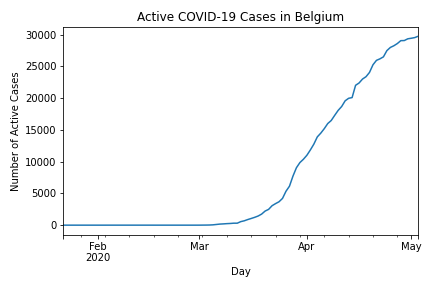 Active COVID-19 Cases in Belgium
Number of Active Cases
30000
25000
20000
15000
10000
5000
0
Feb
2020
Mar
Apr
May
Day